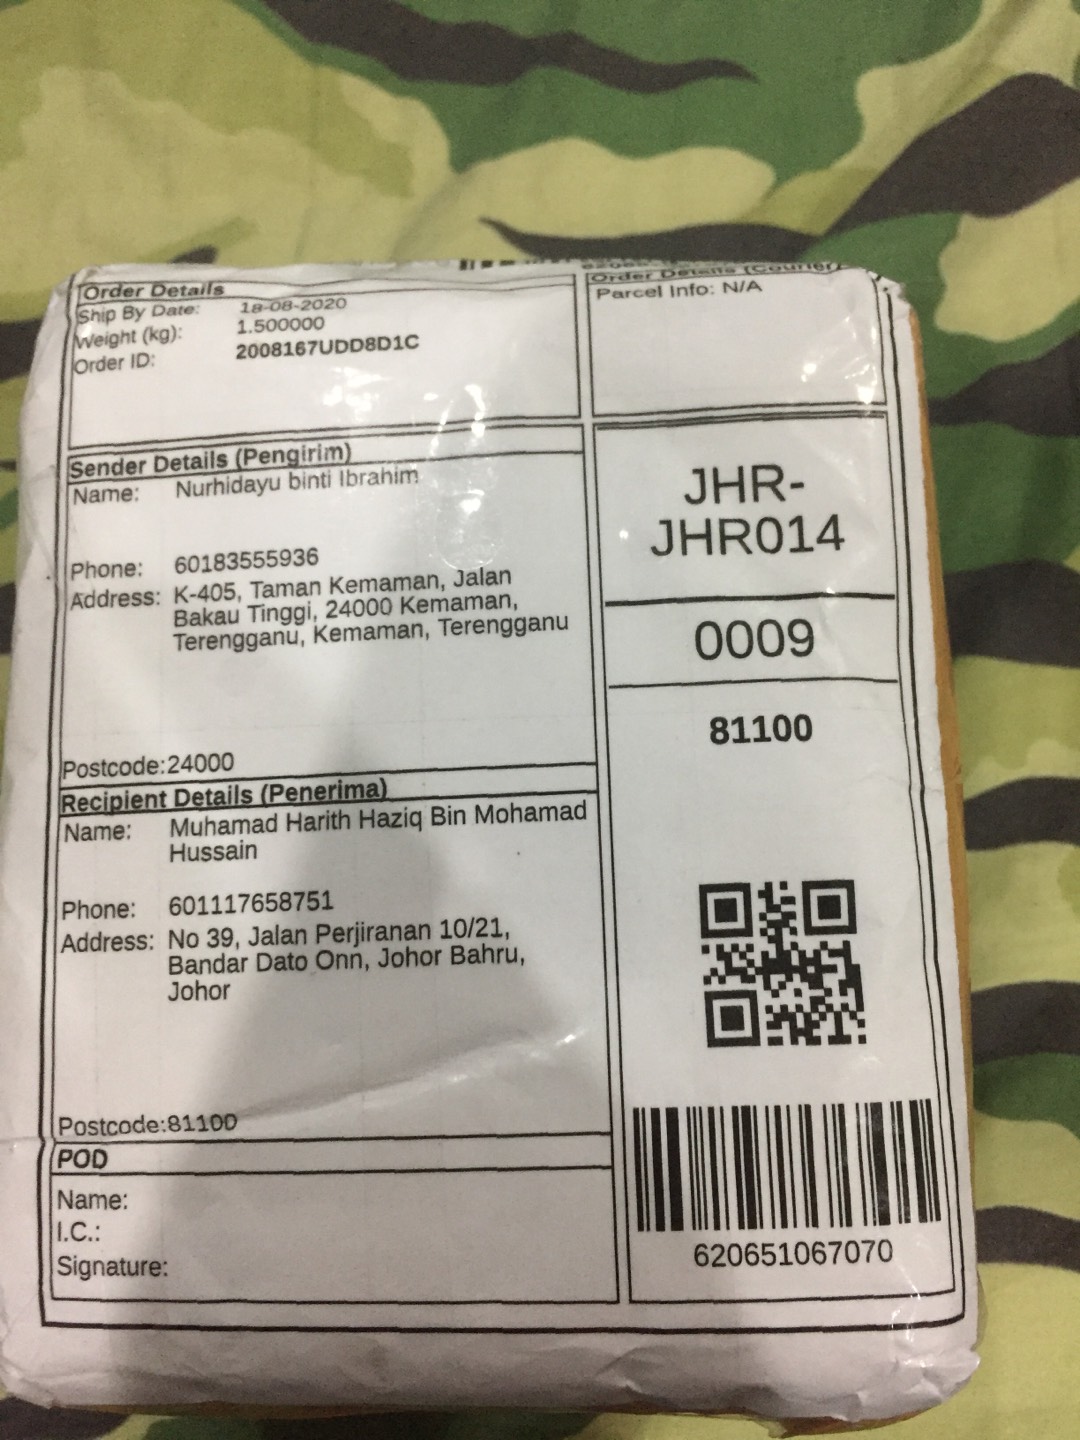 Order Details
Ship By Date: 18-08-2020
Weight (kg): 1.500000
Order ID: 2008167UDD8D1C
Order Details (Courier)
Parcel Info: N/A
Sender Details (Pengirim)
Name: Nurhidayu binti Ibrahim
Phone: 60183555936
Address: K-405, Taman Kemaman, Jalan
Bakau Tinggi, 24000 Kemaman,
Terengganu, Kemaman, Terengganu
Postcode:24000
Recipient Details (Penerima)
Name: Muhamad Harith Haziq Bin Mohamad
Hussain
Phone: 601117658751
Address: No 39, Jalan Perjiranan 10/21,
Bandar Dato Onn, Johor Bahru,
Johor
Postcode:81100
POD
Name:
I.C.:
Signature:
JHR-
JHR014
0009
81100
620651067070